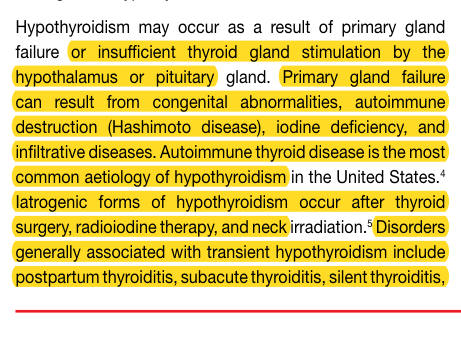 Hypothyroidism may occur as a result of primary gland
failure or insufficient thyroid gland stimulation by the
hypothalamus or pituitary gland. Primary gland failure
can result from congenital abnormalities, autoimmune
destruction (Hashimoto disease), iodine deficiency, and
infiltrative diseases. Autoimmune thyroid disease is the most
common aetiology of hypothyroidism in the United States.⁴
Iatrogenic forms of hypothyroidism occur after thyroid
surgery, radioiodine therapy, and neck irradiation.⁵ Disorders
generally associated with transient hypothyroidism include
postpartum thyroiditis, subacute thyroiditis, silent thyroiditis,